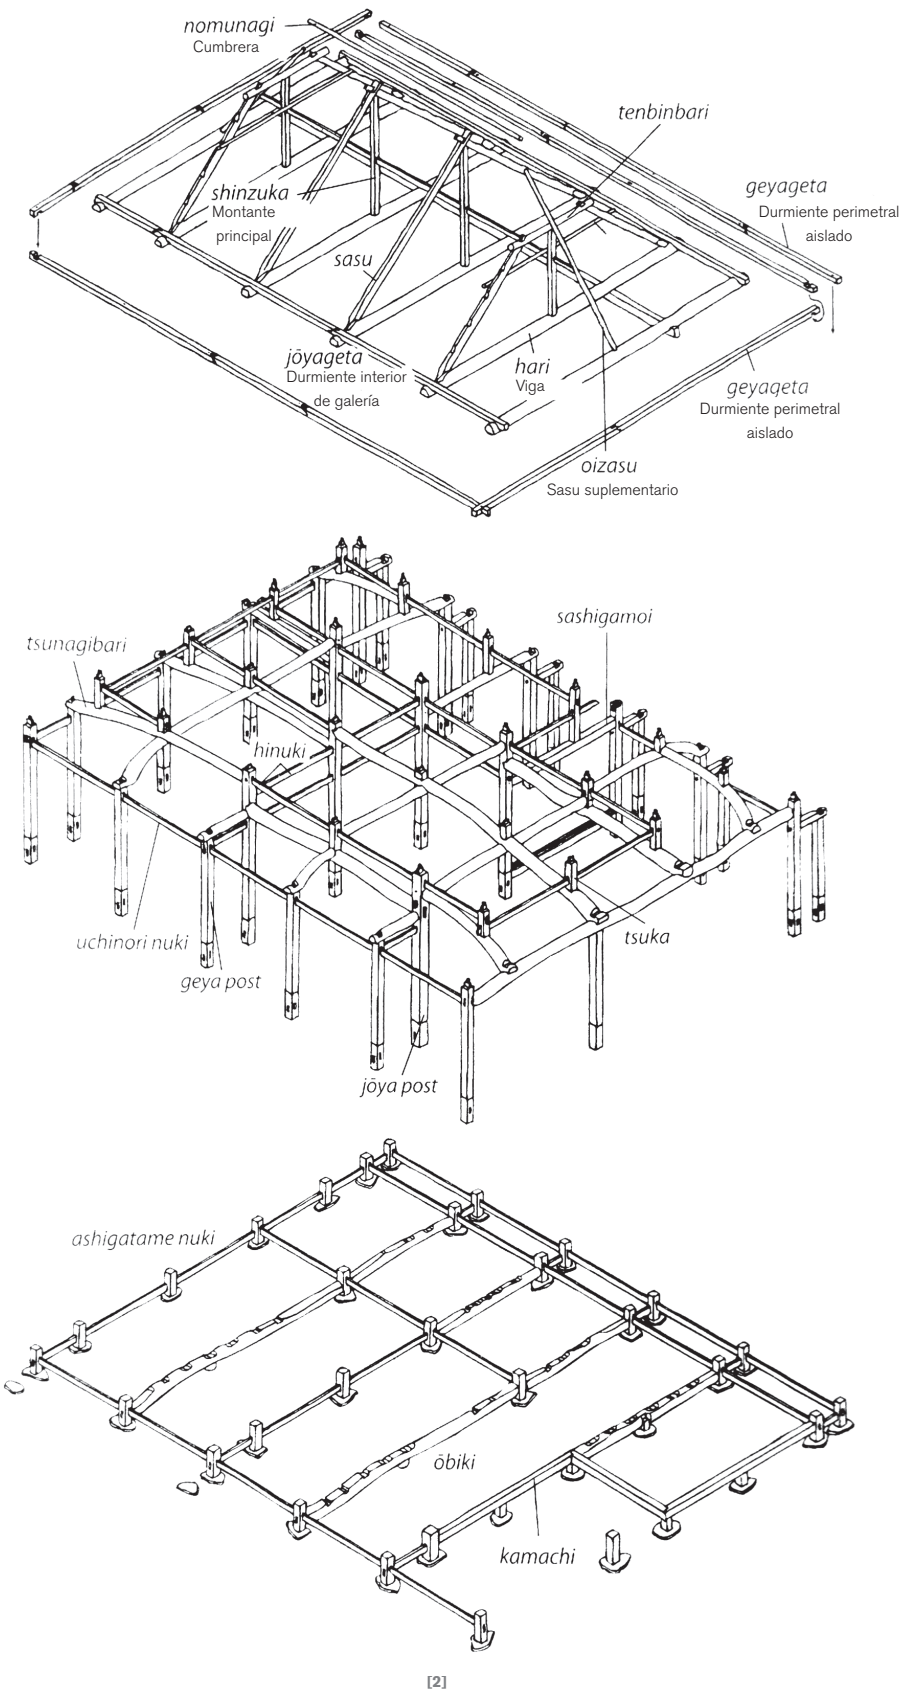 nomunagi
Cumbrera
tenbinbari
geyageta
Durmiente perimetral
aislado
shinzuka
Montante
principal
sasu
jōyageta
Durmiente interior
de galería
hari
Viga
geyageta
Durmiente perimetral
aislado
oizasu
Sasu suplementario
sashigamoi
tsunagibari
hinuki
uchinori nuki
tsuka
geya post
jōya post
ashigatame nuki
ōbiki
kamachi
[2]